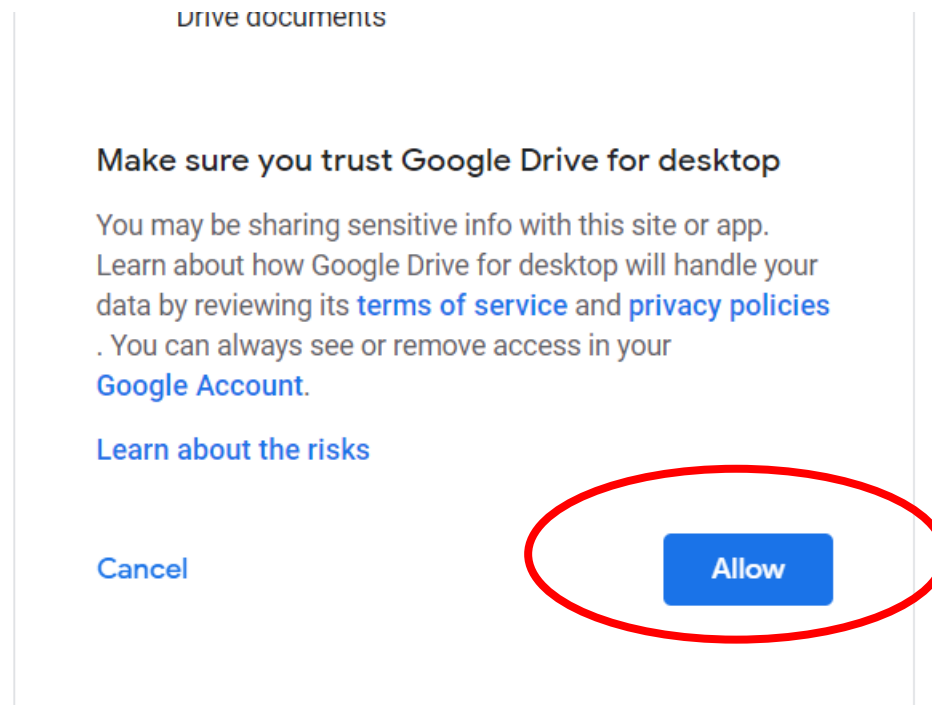 Drive documents
Make sure you trust Google Drive for desktop
You may be sharing sensitive info with this site or app.
Learn about how Google Drive for desktop will handle your
data by reviewing its terms of service and privacy policies
. You can always see or remove access in your
Google Account.
Learn about the risks
Cancel
Allow